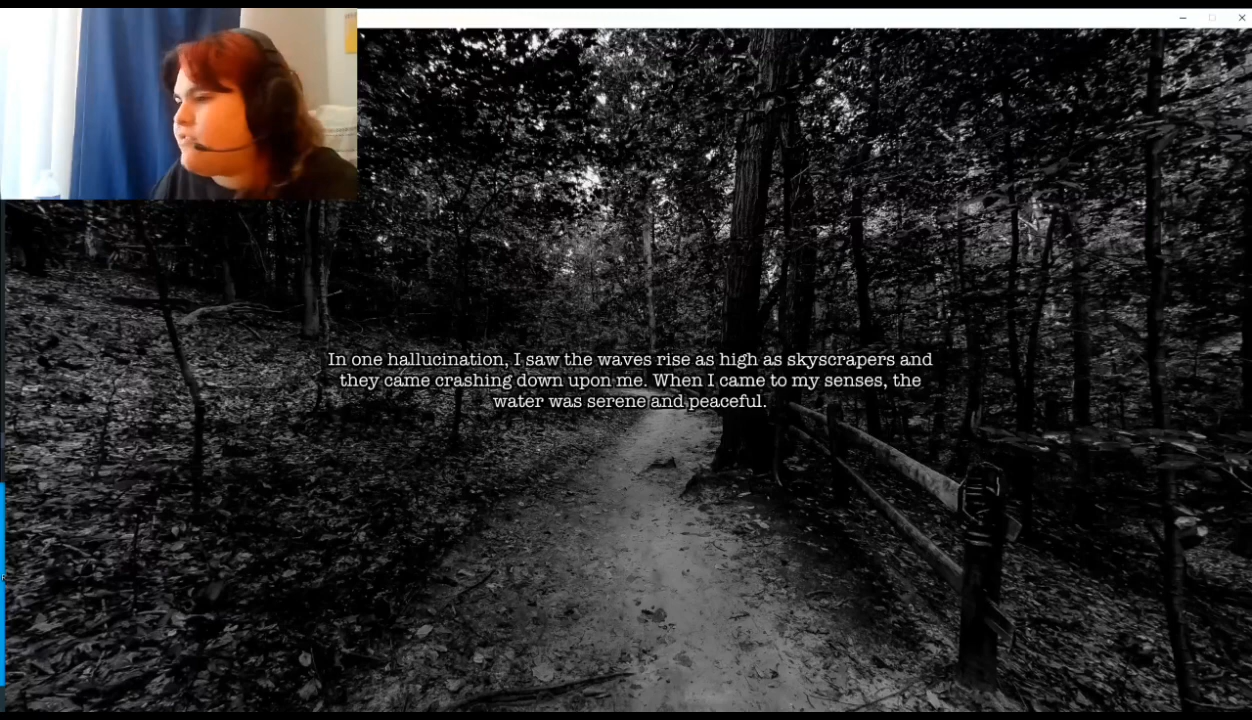 In one hallucination, I saw the waves rise as high as skyscrapers and
they came crashing down upon me. When I came to my senses, the
water was serene and peaceful.